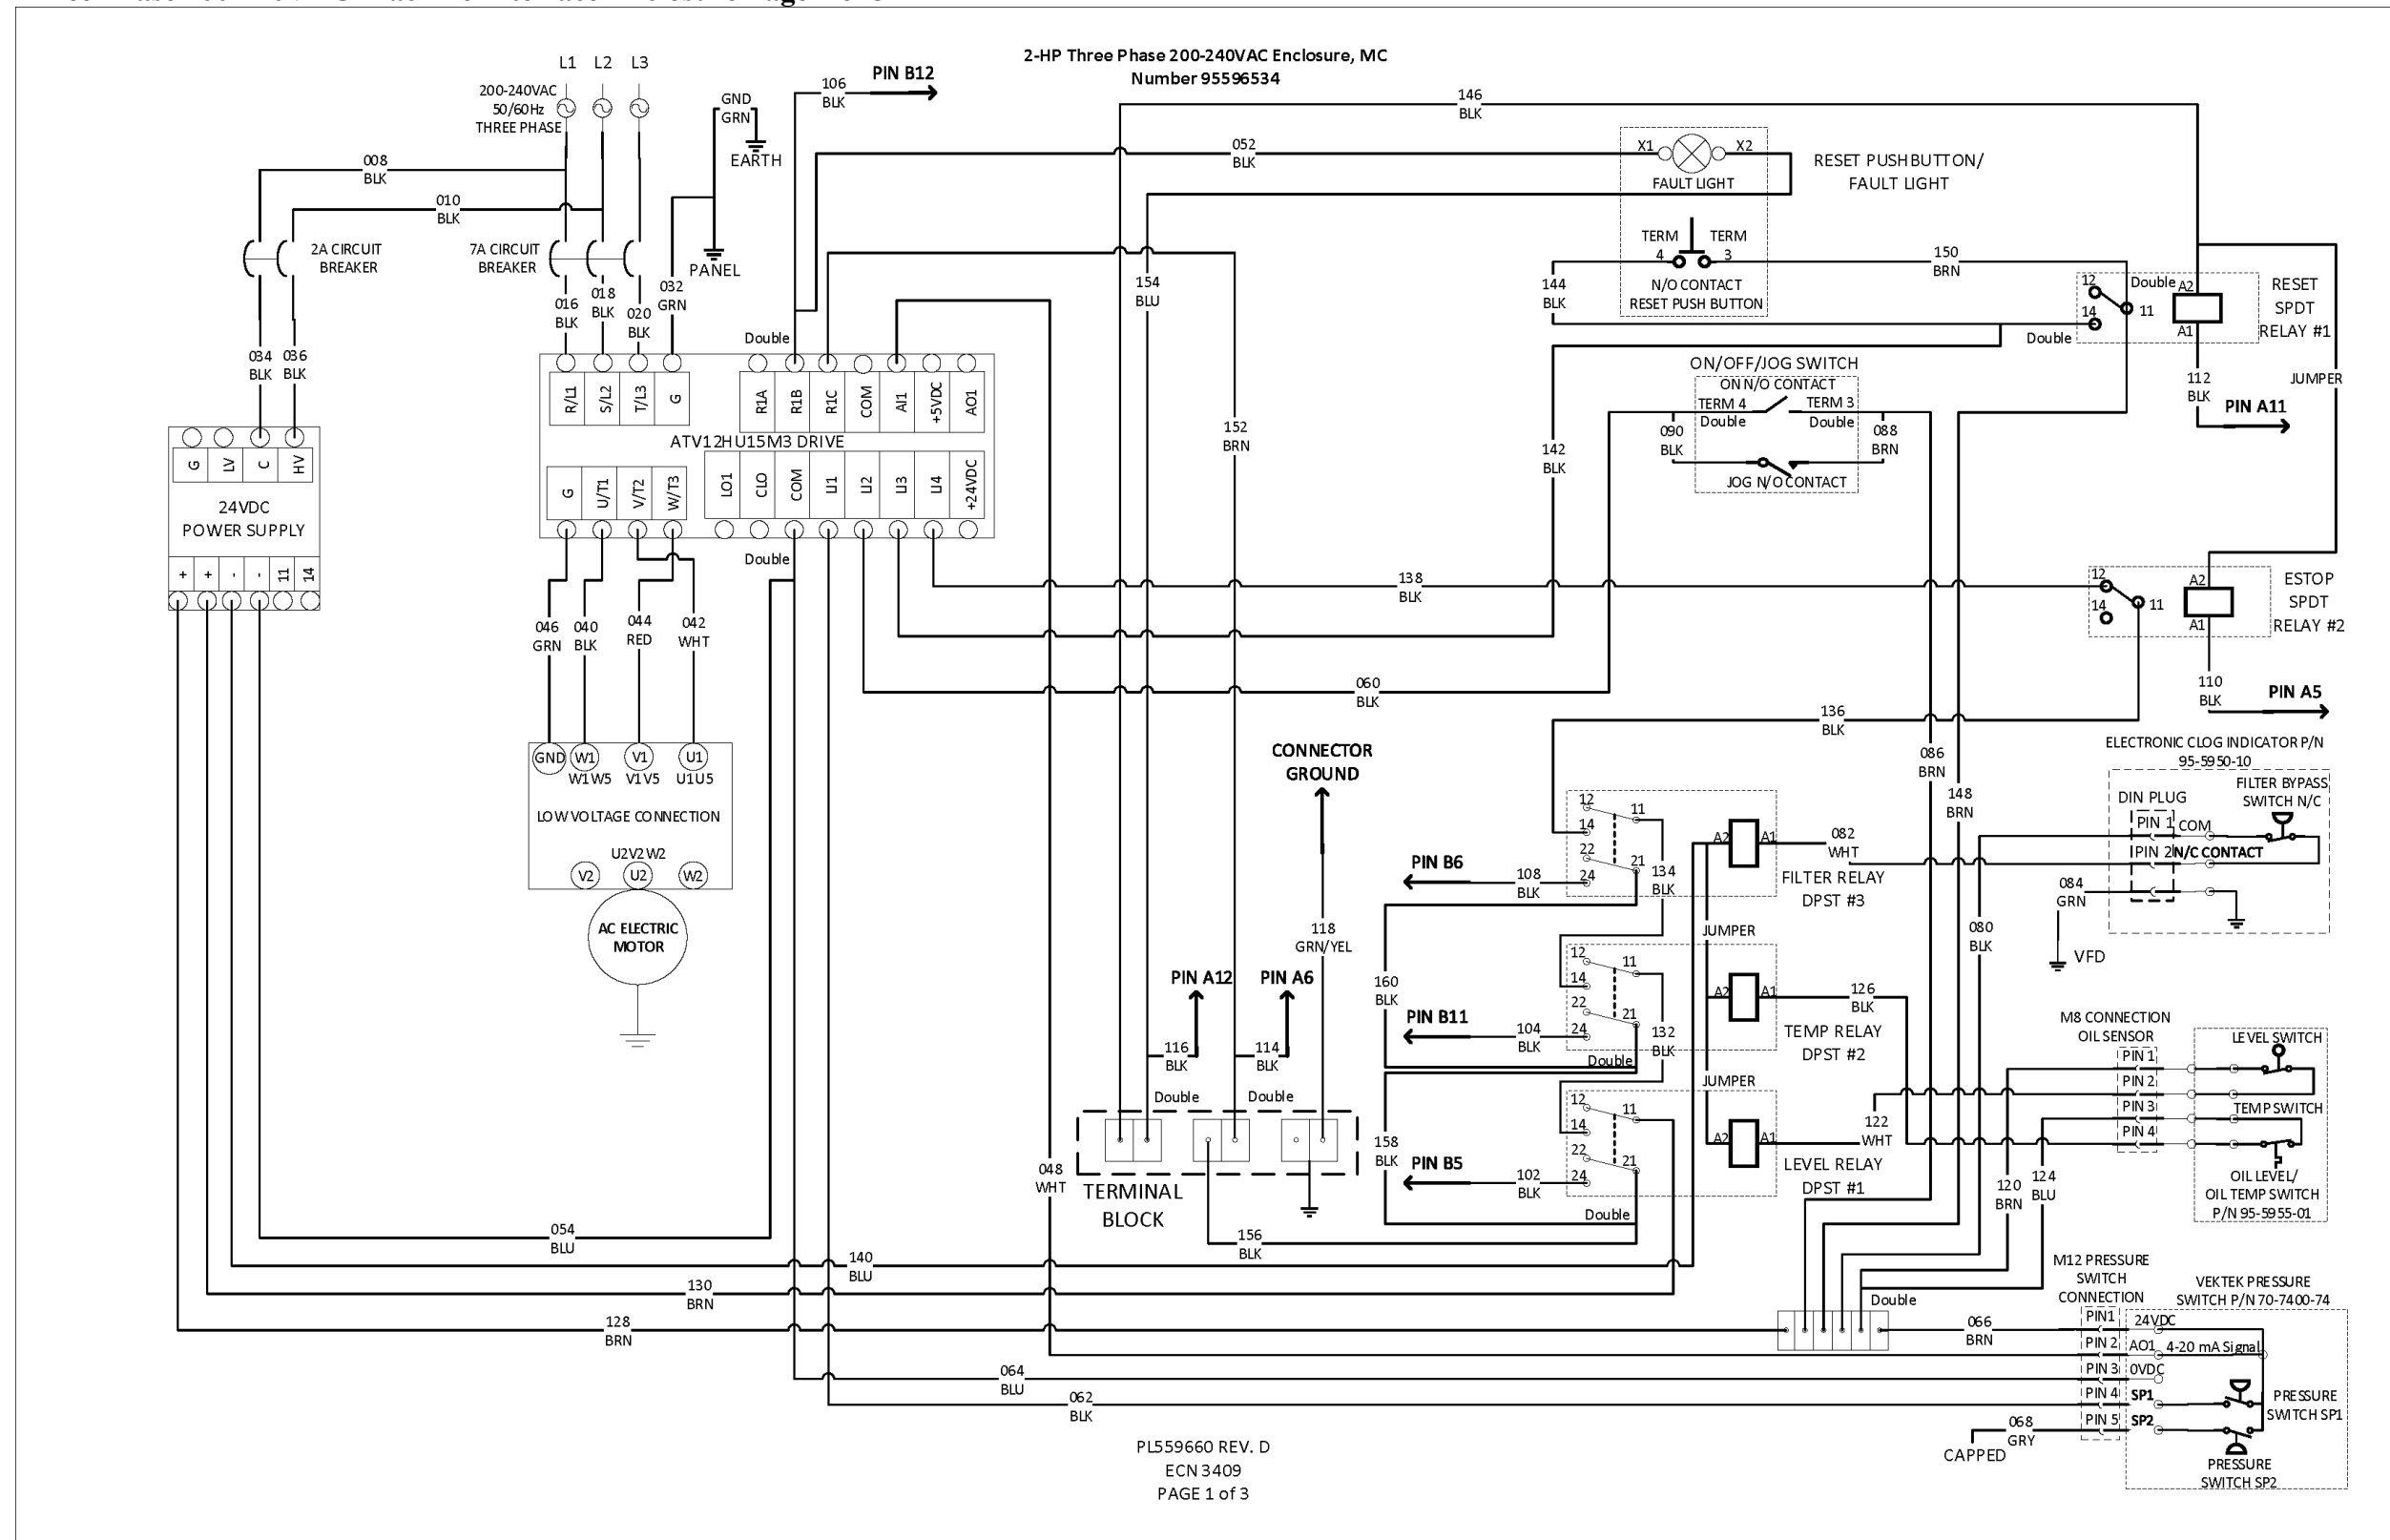 2-HP Three Phase 200-240VAC Enclosure, MC
Number 95596534
L1 L2 L3
200-240VAC
50/60Hz
THREE PHASE
008
BLK
010
BLK
2A CIRCUIT
BREAKER
7A CIRCUIT
BREAKER
016
BLK
018
BLK
020
BLK
032
GRN
GND
GRN
EARTH
PANEL
106
BLK
PIN B12
052
BLK
146
BLK
154
BLU
X1 X2
FAULT LIGHT
RESET PUSHBUTTON/
FAULT LIGHT
TERM TERM
4 3
N/O CONTACT
RESET PUSH BUTTON
144
BLK
150
BRN
12
14
11
Double
Double
A2
A1
RESET
SPDT
RELAY #1
112
BLK
PIN A11
JUMPER
034
BLK
036
BLK
G LV C HV
24VDC
POWER SUPPLY
+ + - - 11 14
Double
R/L1 S/L2 T/L3 G
R1A R1B R1C COM AI1 +5VDC AO1
ATV12HU15M3 DRIVE
G U/T1 V/T2 W/T3
LO1 CLO COM LI1 LI2 LI3 LI4 +24VDC
Double
152
BRN
142
BLK
ON/OFF/JOG SWITCH
ON N/O CONTACT
TERM 4 TERM 3
Double Double
090
BLK
088
BRN
JOG N/O CONTACT
138
BLK
12
14
11
A2
A1
ESTOP
SPDT
RELAY #2
110
BLK
PIN A5
046
GRN
040
BLK
044
RED
042
WHT
060
BLK
136
BLK
GND W1 V1 U1
W1W5 V1V5 U1U5
LOW VOLTAGE CONNECTION
U2V2W2
V2 U2 W2
AC ELECTRIC
MOTOR
CONNECTOR
GROUND
118
GRN/YEL
086
BRN
148
BRN
ELECTRONIC CLOG INDICATOR P/N
95-5950-10
FILTER BYPASS
SWITCH N/C
DIN PLUG
PIN 1 COM
PIN 2 N/C CONTACT
084
GRN
VFD
080
BLK
12
14
22
24
11
21
134
BLK
A2 A1
082
WHT
FILTER RELAY
DPST #3
PIN B6
108
BLK
JUMPER
160
BLK
12
14
22
24
11
21
132
BLK
A2 A1
126
BLK
TEMP RELAY
DPST #2
PIN B11
104
BLK
Double
JUMPER
158
BLK
12
14
22
24
11
21
A2 A1
122
WHT
LEVEL RELAY
DPST #1
PIN B5
102
BLK
Double
M8 CONNECTION
OIL SENSOR
PIN 1
PIN 2
PIN 3
PIN 4
LEVEL SWITCH
TEMP SWITCH
OIL LEVEL/
OIL TEMP SWITCH
P/N 95-5955-01
120
BRN
124
BLU
PIN A12
PIN A6
116
BLK
114
BLK
Double
Double
TERMINAL
BLOCK
048
WHT
156
BLK
054
BLU
140
BLU
130
BRN
128
BRN
064
BLU
062
BLK
Double
066
BRN
M12 PRESSURE
SWITCH
CONNECTION
VEKTEK PRESSURE
SWITCH P/N 70-7400-74
PIN1 24VDC
PIN 2 AO1 4-20 mA Signal
PIN 3 0VDC
PIN 4 SP1
PIN 5 SP2
PRESSURE
SWITCH SP1
PRESSURE
SWITCH SP2
068
GRY
CAPPED
PL559660 REV. D
ECN 3409
PAGE 1 of 3